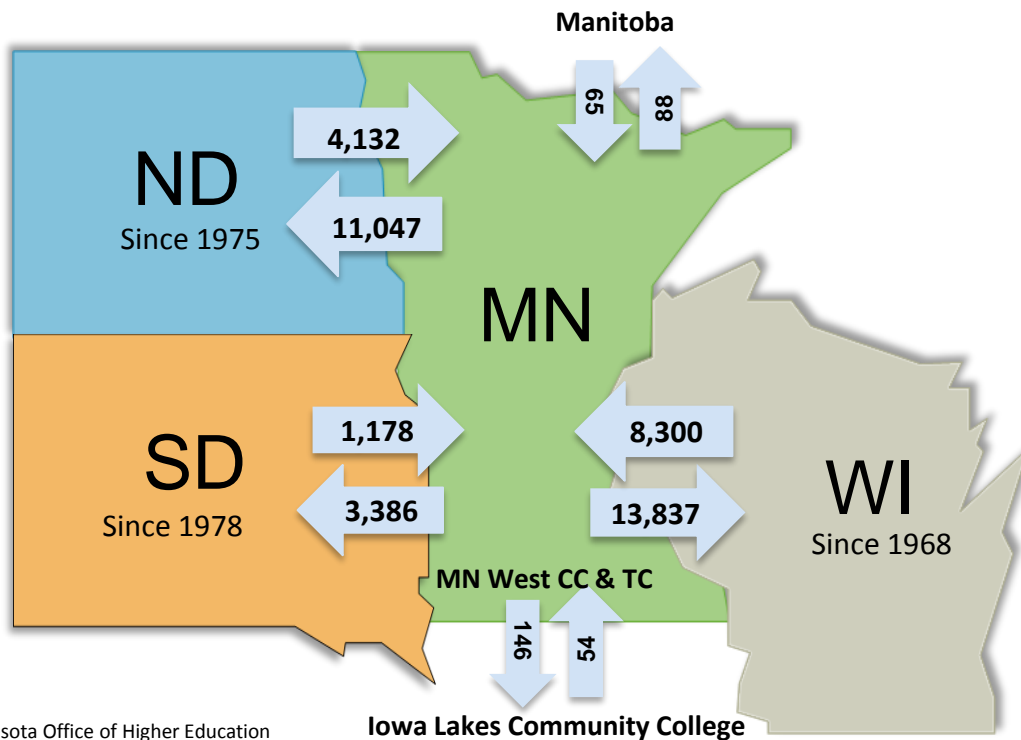 Manitoba
65
88
4,132
ND
Since 1975
11,047
MN
1,178
8,300
SD
Since 1978
3,386
13,837
WI
Since 1968
MN West CC & TC
146
54
Iowa Lakes Community College
sota Office of Higher Education